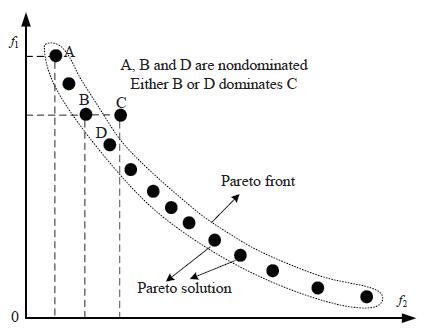 f1
A
A, B and D are nondominated
Either B or D dominates C
B
C
D
Pareto front
Pareto solution
f2
0